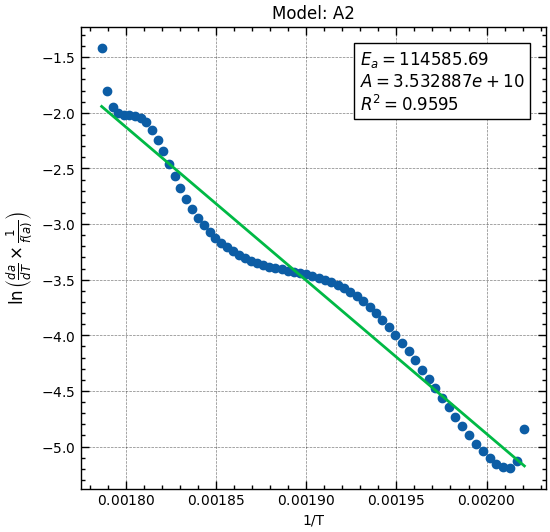 Model: A2
E_a = 114585.69
A = 3.532887e + 10
R^2 = 0.9595
−1.5
−2.0
−2.5
−3.0
−3.5
−4.0
−4.5
−5.0
ln (da/dT × 1/f(a))
0.00180 0.00185 0.00190 0.00195 0.00200
1/T